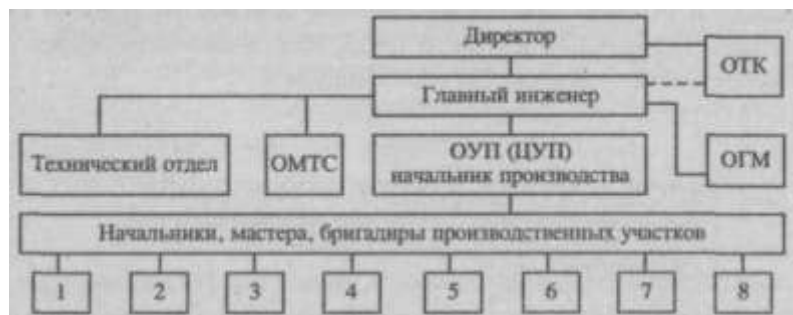 Директор
ОТК
Главный инженер
Технический отдел
ОМТС
ОУП (ЦУП)
начальник производства
ОГМ
Начальники, мастера, бригадиры производственных участков
1
2
3
4
5
6
7
8